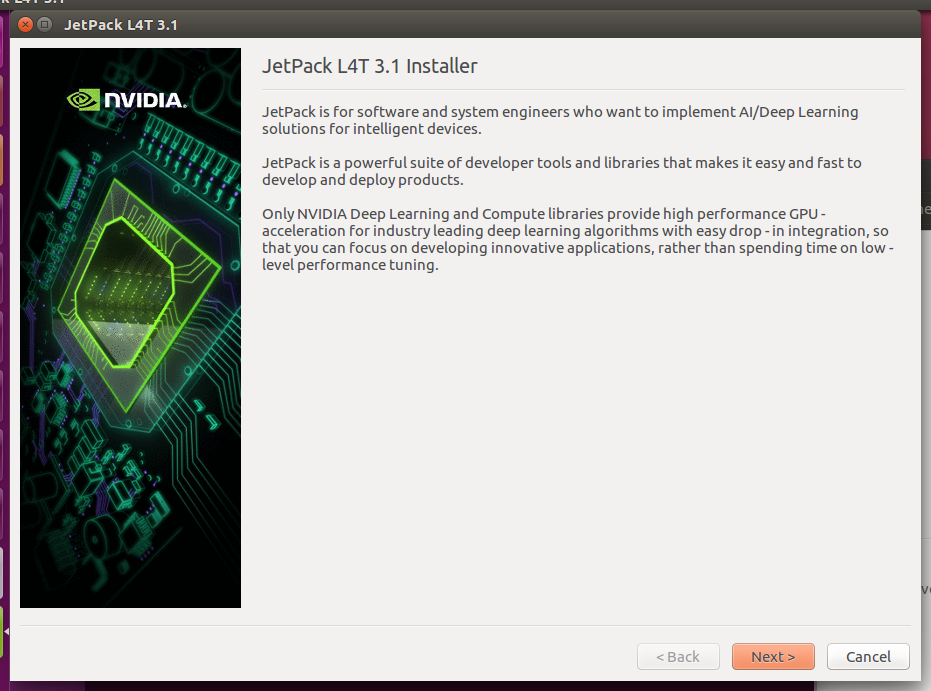 JetPack L4T 3.1
JetPack L4T 3.1 Installer
NVIDIA.
JetPack is for software and system engineers who want to implement AI/Deep Learning
solutions for intelligent devices.
JetPack is a powerful suite of developer tools and libraries that makes it easy and fast to
develop and deploy products.
Only NVIDIA Deep Learning and Compute libraries provide high performance GPU -
acceleration for industry leading deep learning algorithms with easy drop - in integration, so
that you can focus on developing innovative applications, rather than spending time on low -
level performance tuning.
< Back
Next >
Cancel